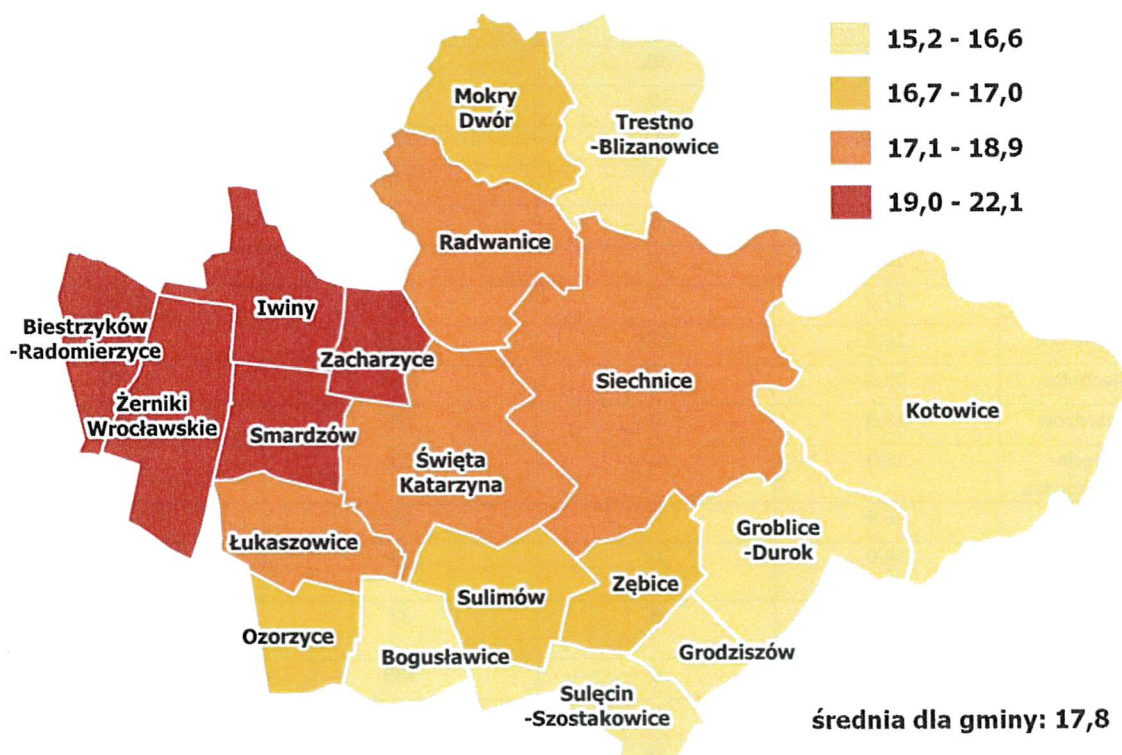 15,2 - 16,6
16,7 - 17,0
17,1 - 18,9
19,0 - 22,1
Mokry
Dwór
Trestno
-Blizanowice
Radwanice
Iwiny
Biestrzyków
-Radomierzyce
Zacharzyce
Siechnice
Kotowice
Żerniki
Wrocławskie
Smardzów
Święta
Katarzyna
Łukaszowice
Groblice
-Durok
Sulimów
Zębice
Ozorzyce
Bogusławice
Grodziszów
Sulęcin
-Szostakowice
średnia dla gminy: 17,8